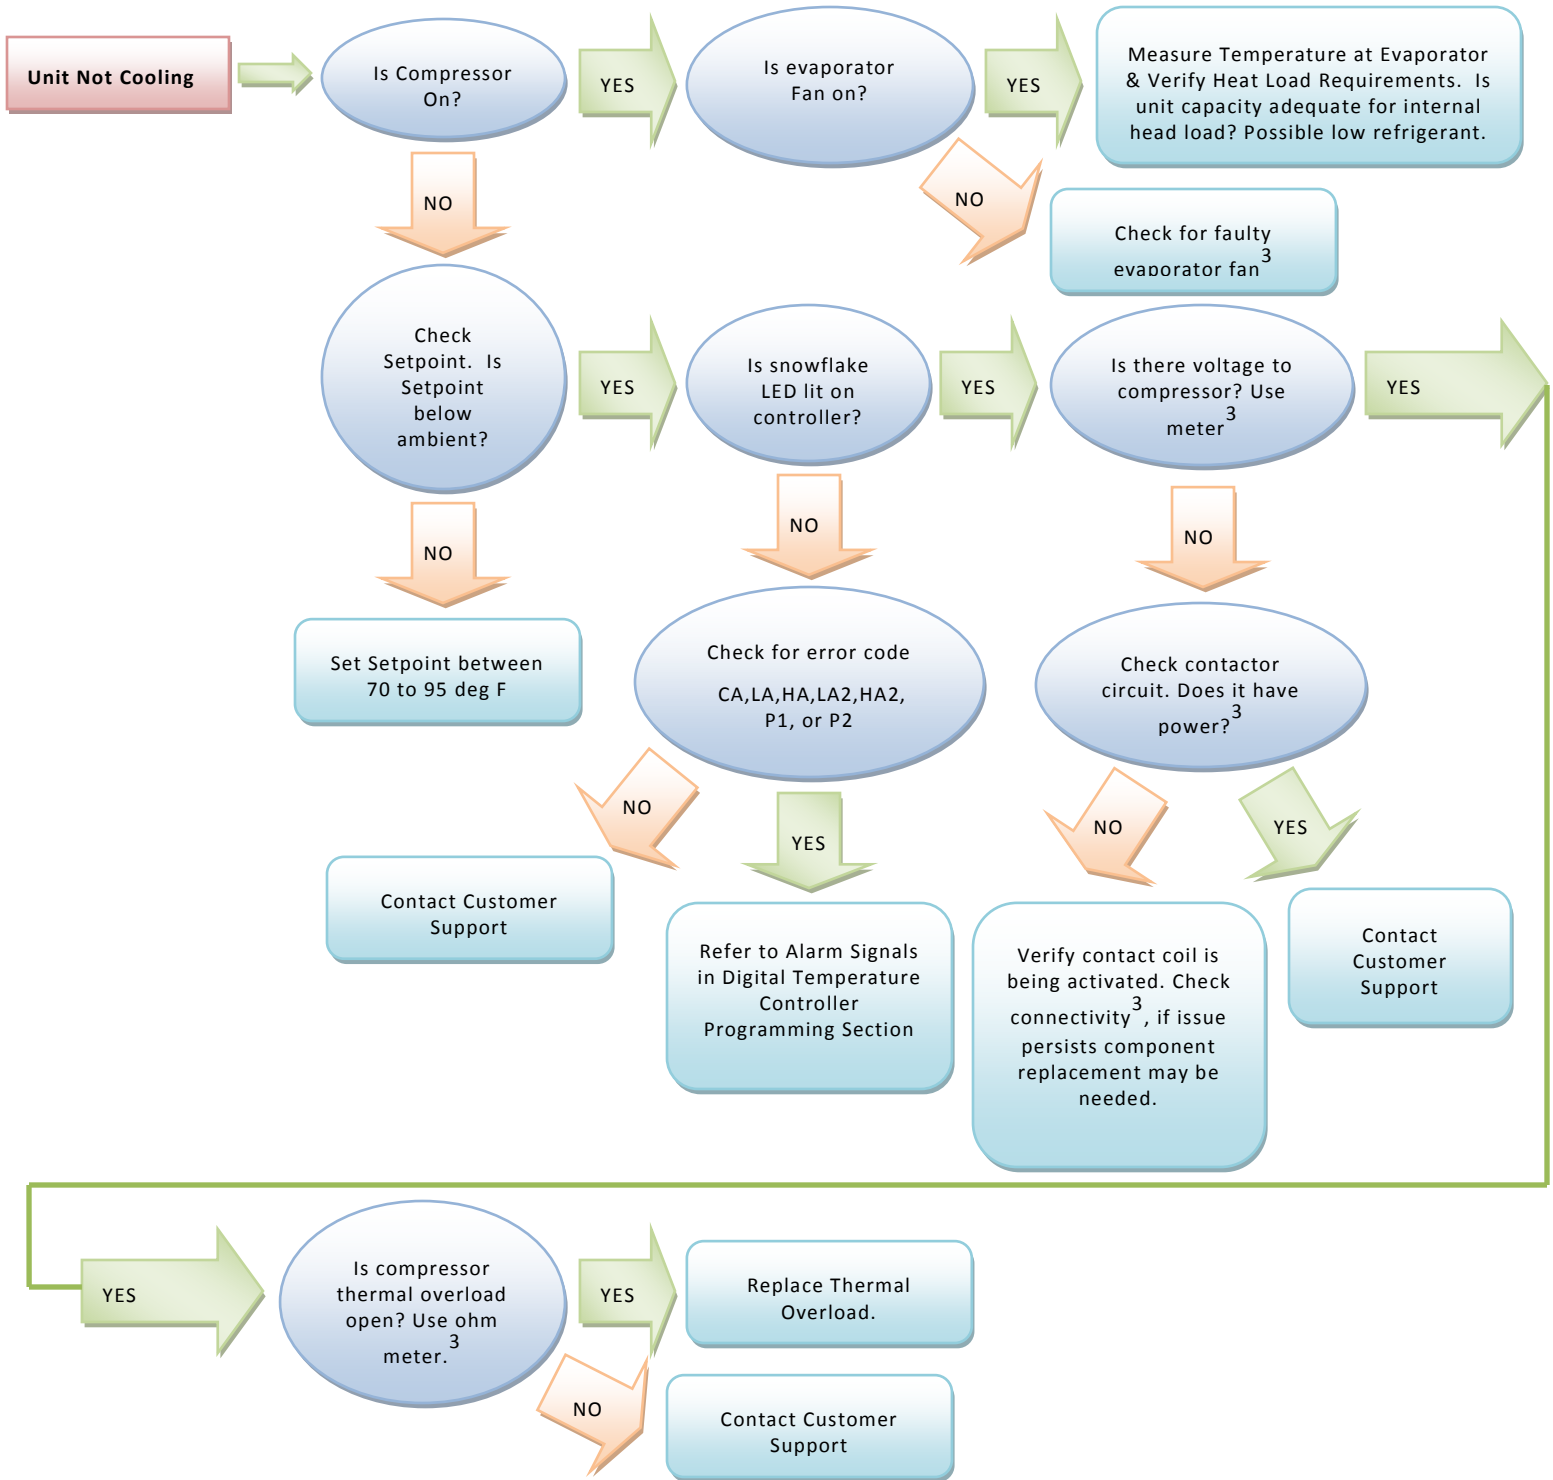 Unit Not Cooling
Is Compressor
On?
YES
Is evaporator
Fan on?
YES
Measure Temperature at Evaporator
& Verify Heat Load Requirements. Is
unit capacity adequate for internal
head load? Possible low refrigerant.
NO
NO
Check for faulty
evaporator fan3
Check
Setpoint. Is
Setpoint
below
ambient?
YES
Is snowflake
LED lit on
controller?
YES
Is there voltage to
compressor? Use
meter3
YES
NO
NO
NO
Set Setpoint between
70 to 95 deg F
Check for error code
CA,LA,HA,LA2,HA2,
P1, or P2
Check contactor
circuit. Does it have
power?3
NO
YES
NO
YES
Contact Customer
Support
Refer to Alarm Signals
in Digital Temperature
Controller
Programming Section
Verify contact coil is
being activated. Check
connectivity3, if issue
persists component
replacement may be
needed.
Contact
Customer
Support
YES
Is compressor
thermal overload
open? Use ohm
meter.3
YES
Replace Thermal
Overload.
NO
Contact Customer
Support